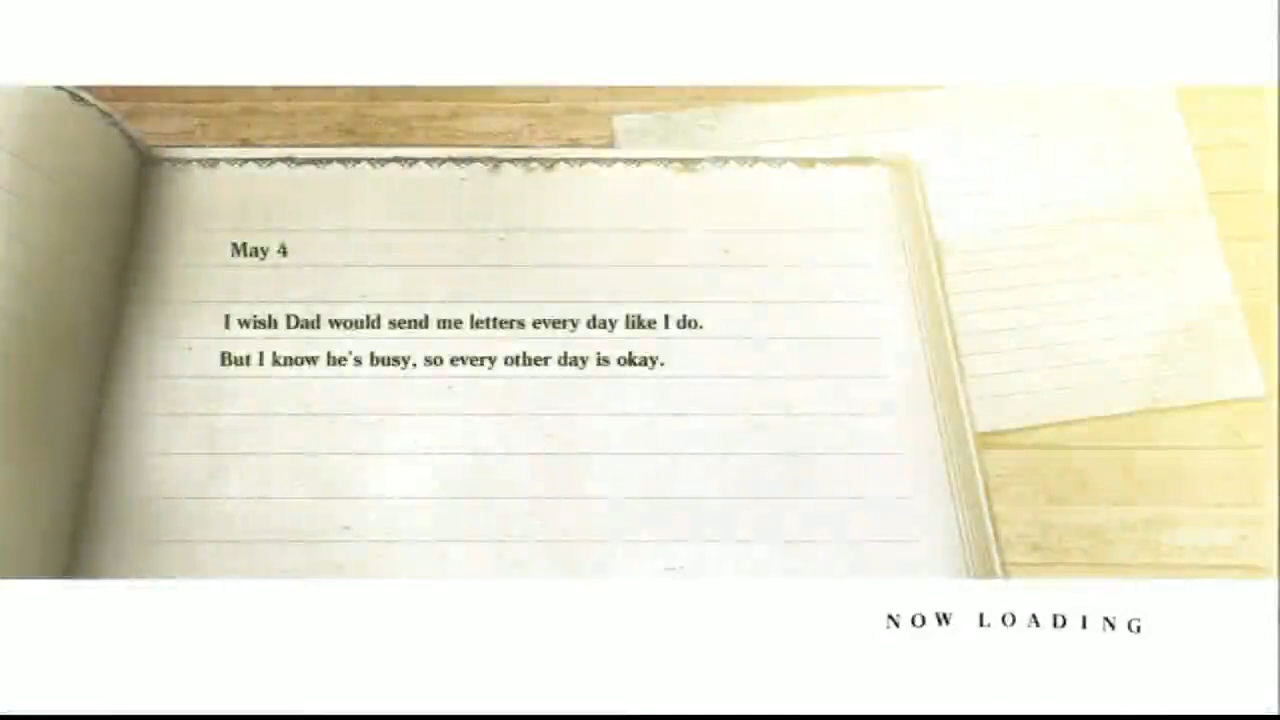 May 4
I wish Dad would send me letters every day like I do.
But I know he's busy, so every other day is okay.
NOW LOADING